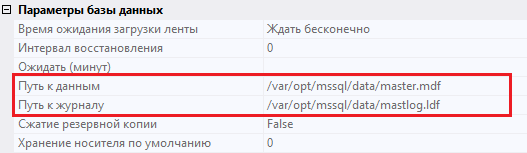 Параметры базы данных
Время ожидания загрузки ленты Ждать бесконечно
Интервал восстановления 0
Ожидать (минут)
Путь к данным /var/opt/mssql/data/master.mdf
Путь к журналу /var/opt/mssql/data/mastlog.ldf
Сжатие резервной копии False
Хранение носителя по умолчанию 0